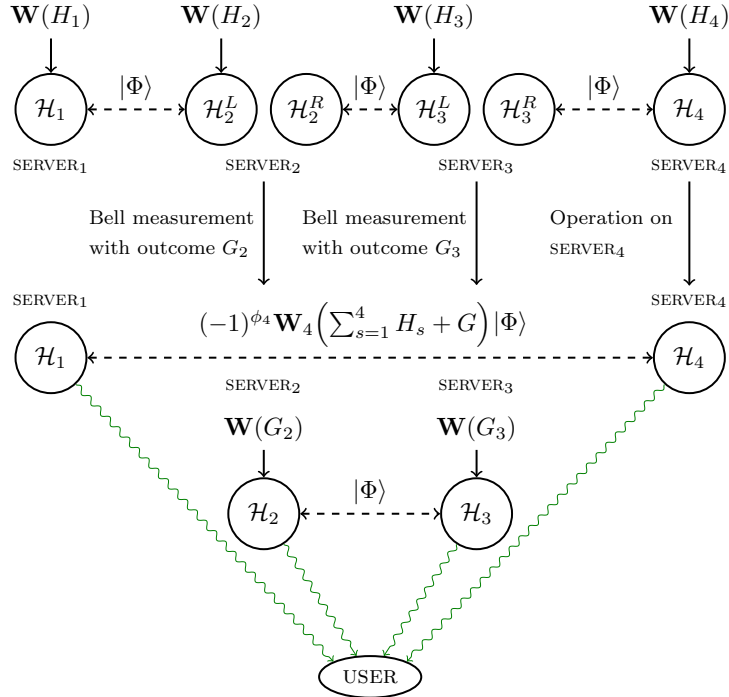 𝐖(H₁) 𝐖(H₂) 𝐖(H₃) 𝐖(H₄)
|Φ⟩ |Φ⟩ |Φ⟩
ℋ₁ ℋ₂ᴸ ℋ₂ᴿ ℋ₃ᴸ ℋ₃ᴿ ℋ₄
SERVER₁ SERVER₂ SERVER₃ SERVER₄
Bell measurement
with outcome G₂
Bell measurement
with outcome G₃
Operation on
SERVER₄
SERVER₁ SERVER₄
(−1)^{ϕ₄} 𝐖₄(∑_{s=1}^{4} H_s + G)|Φ⟩
ℋ₁ ℋ₄
SERVER₂ SERVER₃
𝐖(G₂) 𝐖(G₃)
|Φ⟩
ℋ₂ ℋ₃
USER